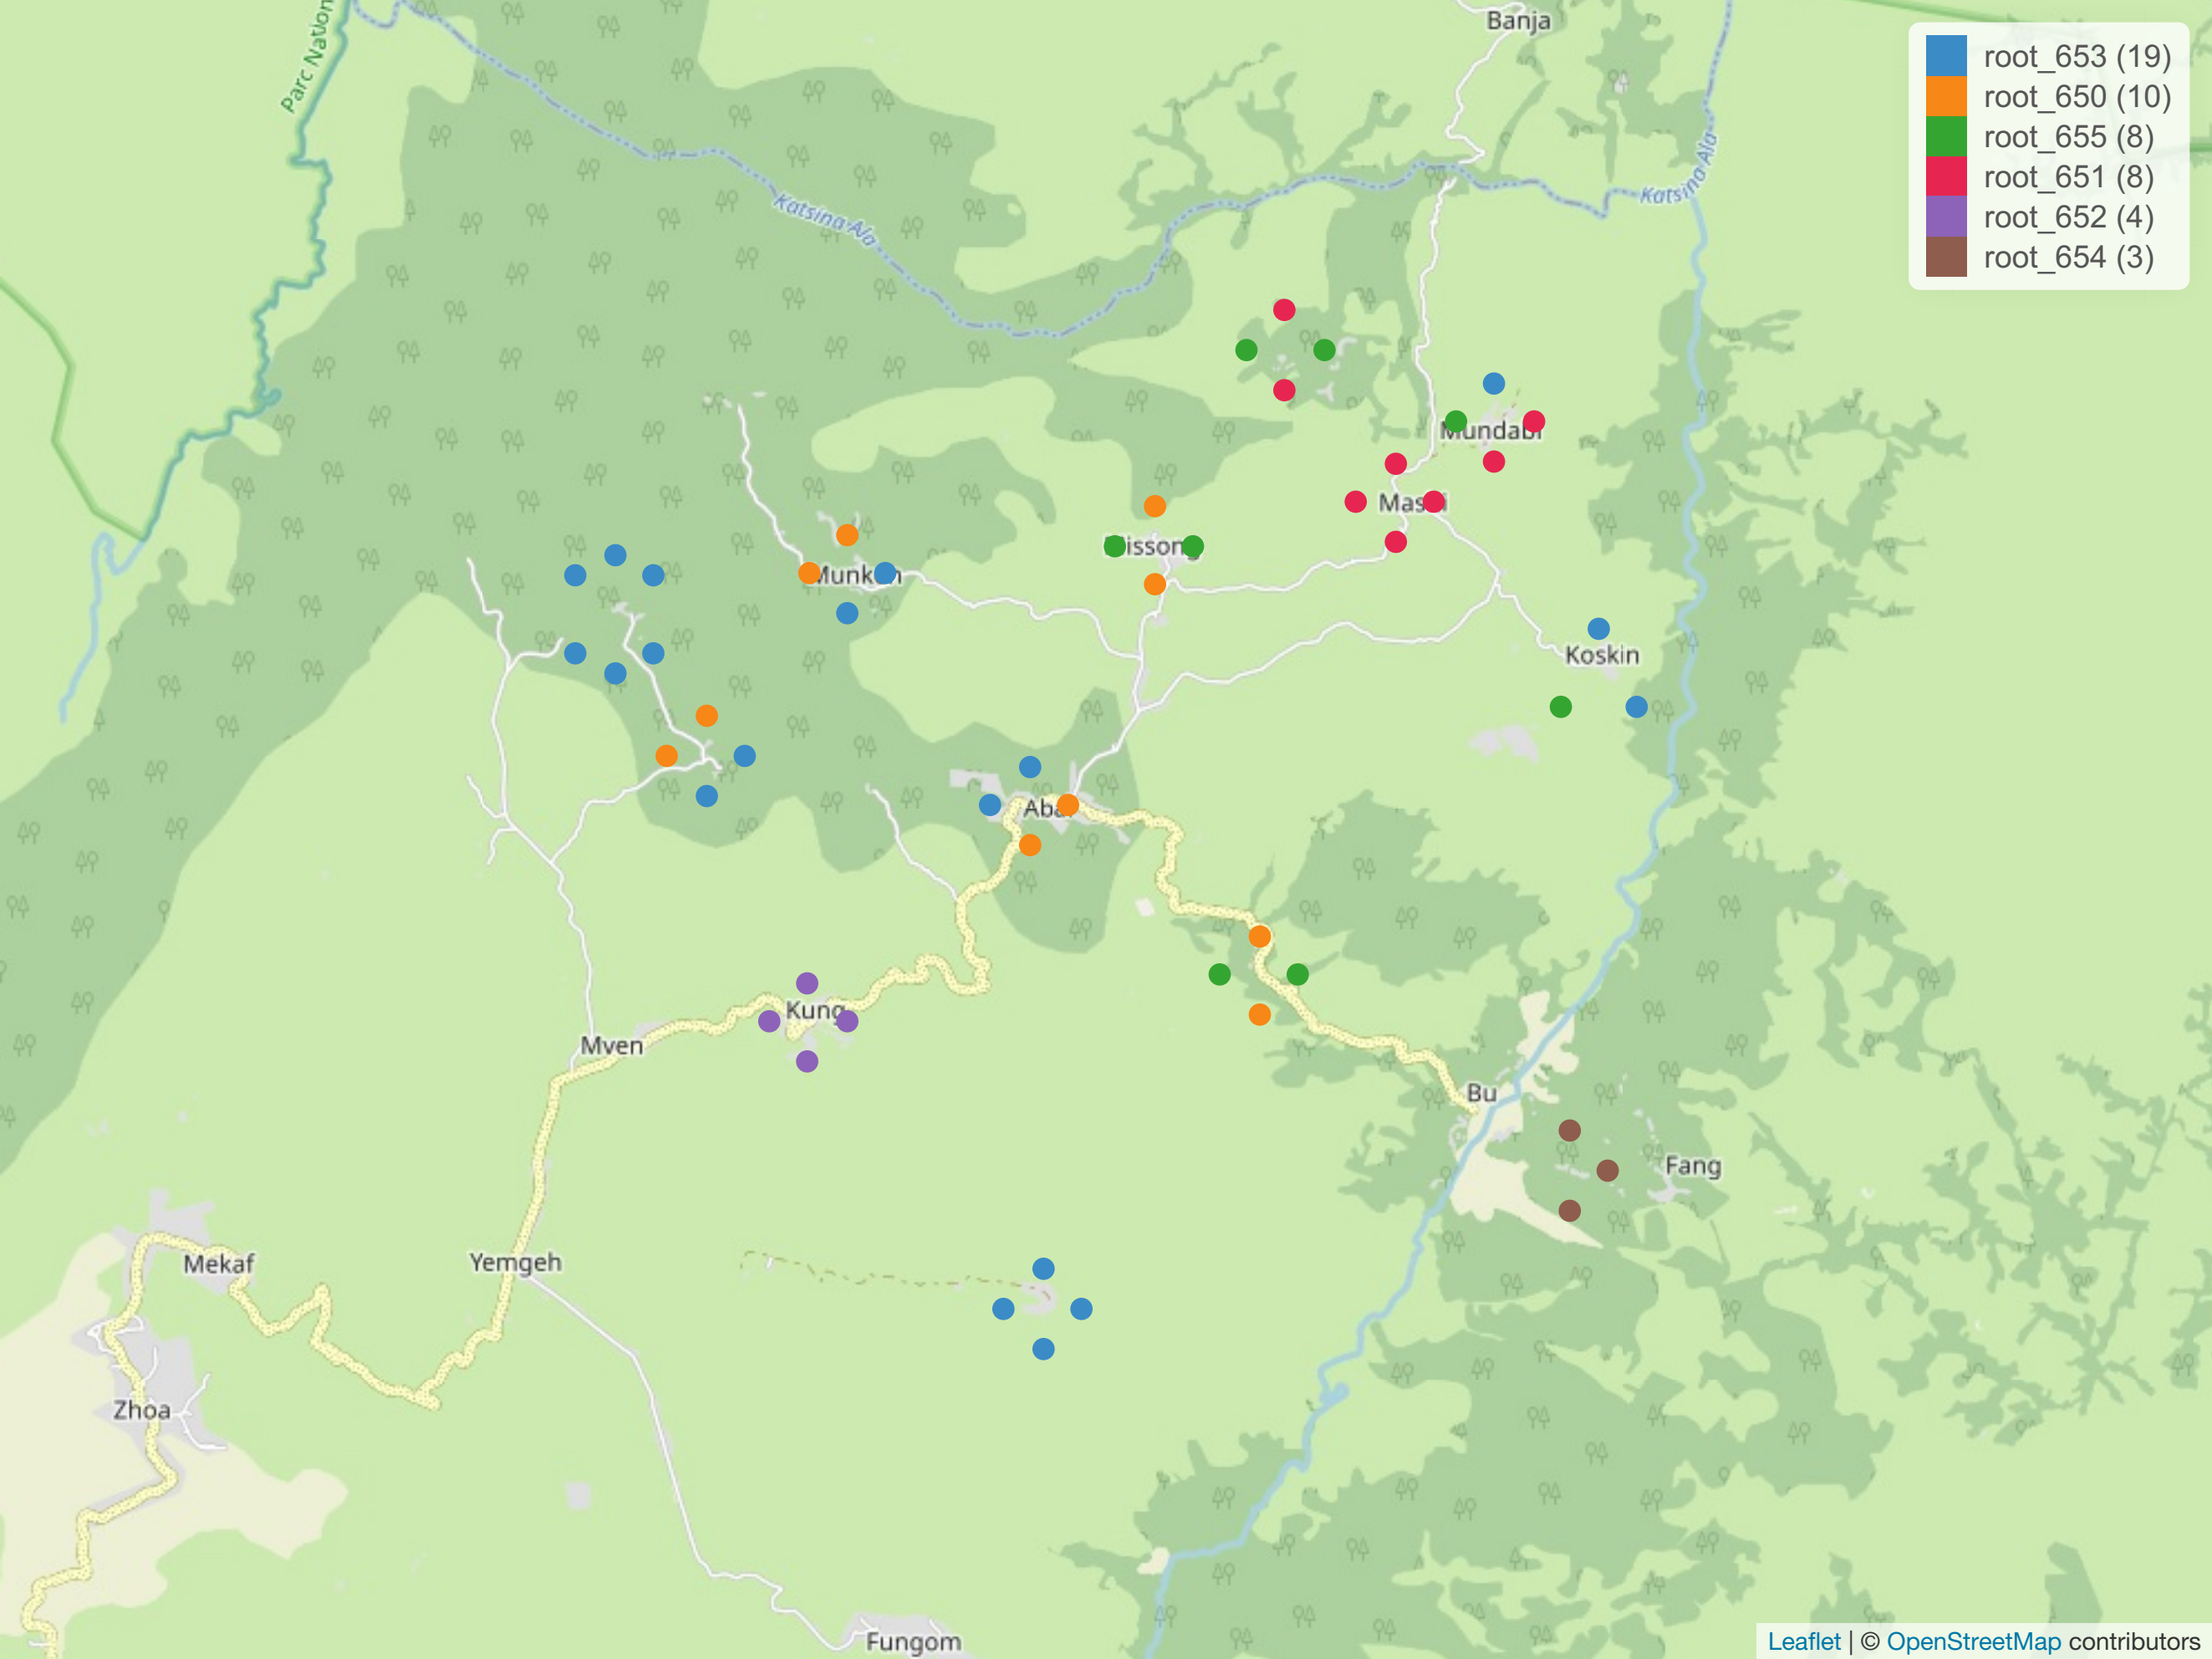 Banja
Parc Nation
root_653 (19)
root_650 (10)
root_655 (8)
root_651 (8)
root_652 (4)
root_654 (3)
Katsina-Ala
Katsina-Ala
Mundabi
Koskin
Kung
Mven
Bu
Fang
Mekaf
Yemgeh
Zhoa
Fungom
Leaflet | © OpenStreetMap contributors